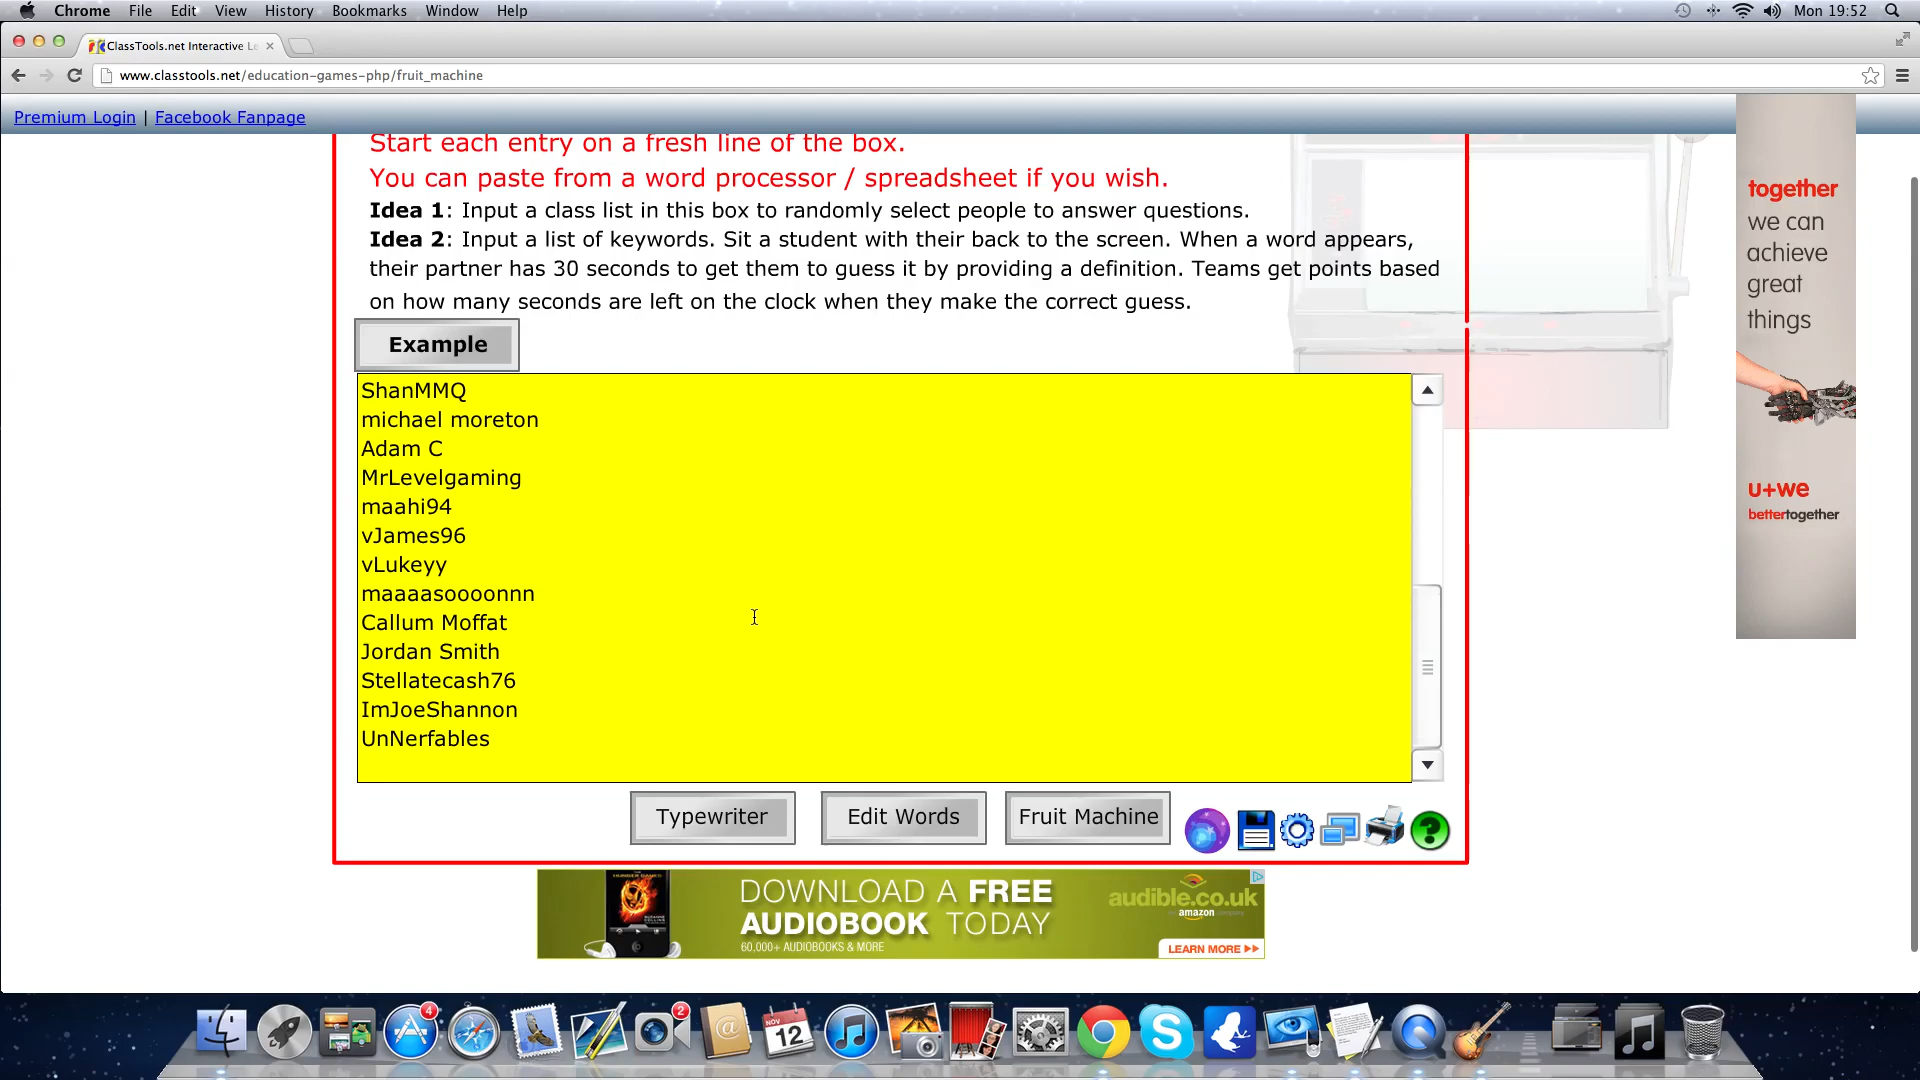 Chrome File Edit View History Bookmarks Window Help Mon 19:52
ClassTools.net Interactive Le
www.classtools.net/education-games-php/fruit_machine
Premium Login | Facebook Fanpage
Start each entry on a fresh line of the box.
You can paste from a word processor / spreadsheet if you wish.
Idea 1: Input a class list in this box to randomly select people to answer questions.
Idea 2: Input a list of keywords. Sit a student with their back to the screen. When a word appears,
their partner has 30 seconds to get them to guess it by providing a definition. Teams get points based
on how many seconds are left on the clock when they make the correct guess.
Example
ShanMMQ
michael moreton
Adam C
MrLevelgaming
maahi94
vJames96
vLukeyy
maaaasoooonnn
Callum Moffat
Jordan Smith
Stellatecash76
ImJoeShannon
UnNerfables
Typewriter
Edit Words
Fruit Machine
together
we can
achieve
great
things
u+we
bettertogether
DOWNLOAD A FREE
AUDIOBOOK TODAY
60,000+ AUDIOBOOKS & MORE
audible.co.uk
amazon
LEARN MORE
4
2
NOV
12